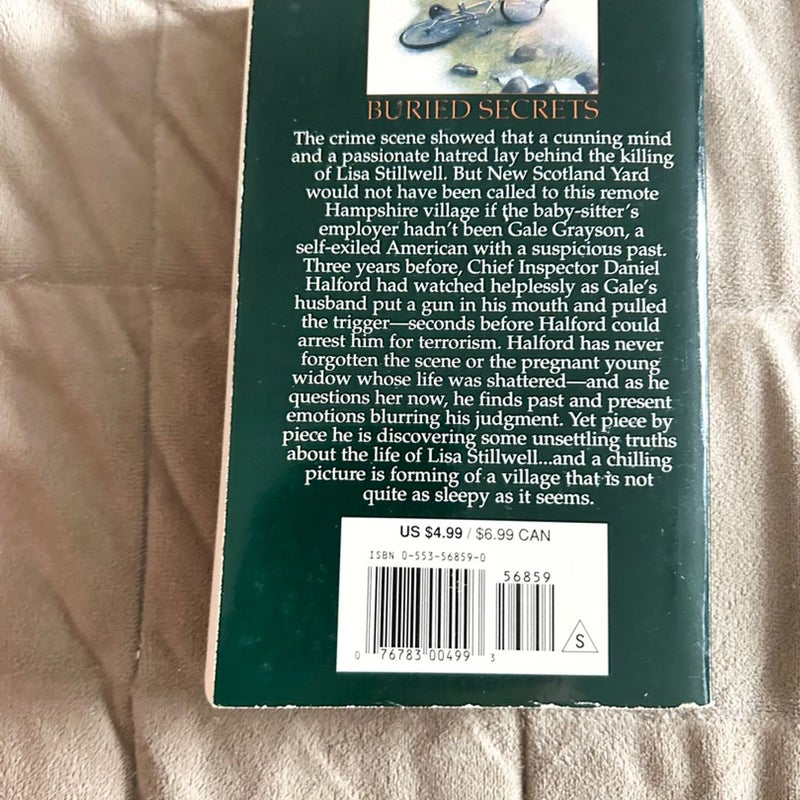 BURIED SECRETS
The crime scene showed that a cunning mind
and a passionate hatred lay behind the killing
of Lisa Stillwell. But New Scotland Yard
would not have been called to this remote
Hampshire village if the baby-sitter's
employer hadn't been Gale Grayson, a
self-exiled American with a suspicious past.
Three years before, Chief Inspector Daniel
Halford had watched helplessly as Gale's
husband put a gun in his mouth and pulled
the trigger—seconds before Halford could
arrest him for terrorism. Halford has never
forgotten the scene or the pregnant young
widow whose life was shattered—and as he
questions her now, he finds past and present
emotions blurring his judgment. Yet piece by
piece he is discovering some unsettling truths
about the life of Lisa Stillwell...and a chilling
picture is forming of a village that is not
quite as sleepy as it seems.
US $4.99 / $6.99 CAN
ISBN 0-553-56859-0
56859
S
0 76783 00499 3